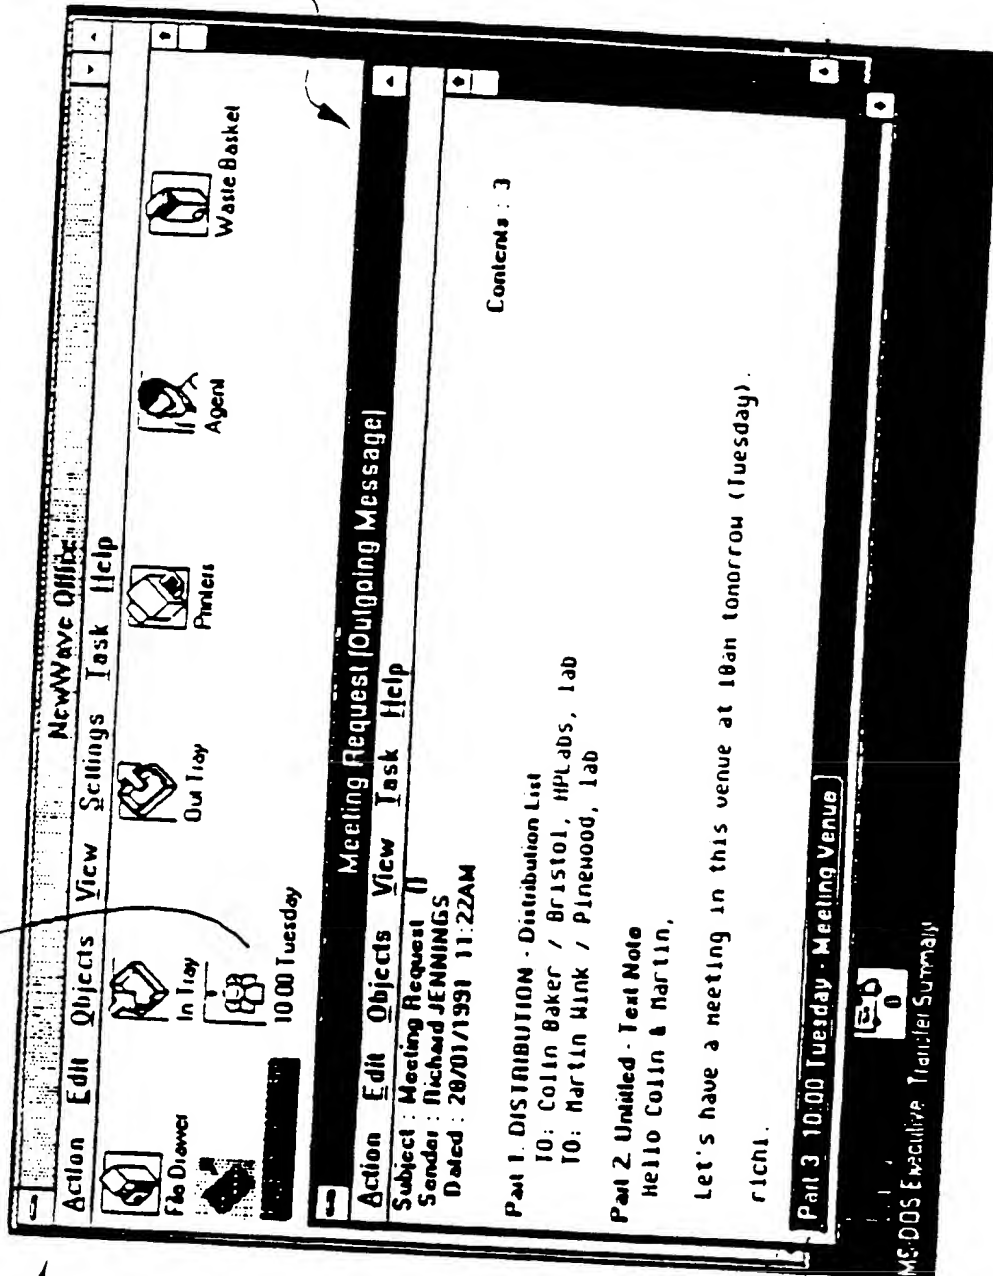 NewWave Office
Action Edit Objects View Settings Task Help
File Drawer
In Tray
Out Tray
Printers
Agent
Waste Basket
10:00 Tuesday
Meeting Request (Outgoing Message)
Action Edit Objects View Task Help
Subject : Meeting Request
Sender : Richard JENNINGS
Dated : 28/01/1991 11:22AM
Contents : 3
Part 1. DISTRIBUTION - Distribution List
TO: Colin Baker / Bristol, HPLabs, lab
TO: Martin Wink / Pinewood, lab
Part 2. Untitled - Text Note
Hello Colin & Martin,
Let's have a meeting in this venue at 10am tomorrow (Tuesday).
richi.
Part 3 10:00 Tuesday - Meeting Venue
0
MS-DOS Executive Transfer Summary